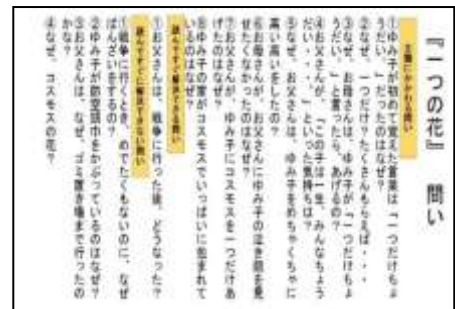 『一つの花』 問い
主題にかかわる問い
①ゆみ子が初めて覚えた言葉は「一つだけちょ
うだい。」だったのはなぜ？
②なぜ、一つだけ？たくさんもらえば・・・
③なぜ、お母さんは、ゆみ子が「一つだけちょ
うだい。」と言ったら、あげるの？
④お父さんが、「この子は一生、みんなちょう
だい・・・。」といった気持ちは？
⑤なぜ、お父さんは、ゆみ子をめちゃくちゃに
高い高いをしたの？
⑥お母さんが、お父さんにゆみ子の泣き顔を見
せたくなかったのはなぜ？
⑦お父さんが、ゆみ子にコスモスを一つだけあ
げたのはなぜ？
⑧ゆみ子の家がコスモスでいっぱいに包まれて
いるのはなぜ？
読んですぐ解決できる問い
①お父さんは、戦争に行った後、どうなった？
読んですぐに解決できない問い
①戦争に行くとき、めでたくもないのに、なぜ
ばんざいをするの？
②ゆみ子が防空頭巾をかぶっているのはなぜ？
③お父さんは、なぜ、ゴミ置き場まで行ったの
かな？
④なぜ、コスモスの花？